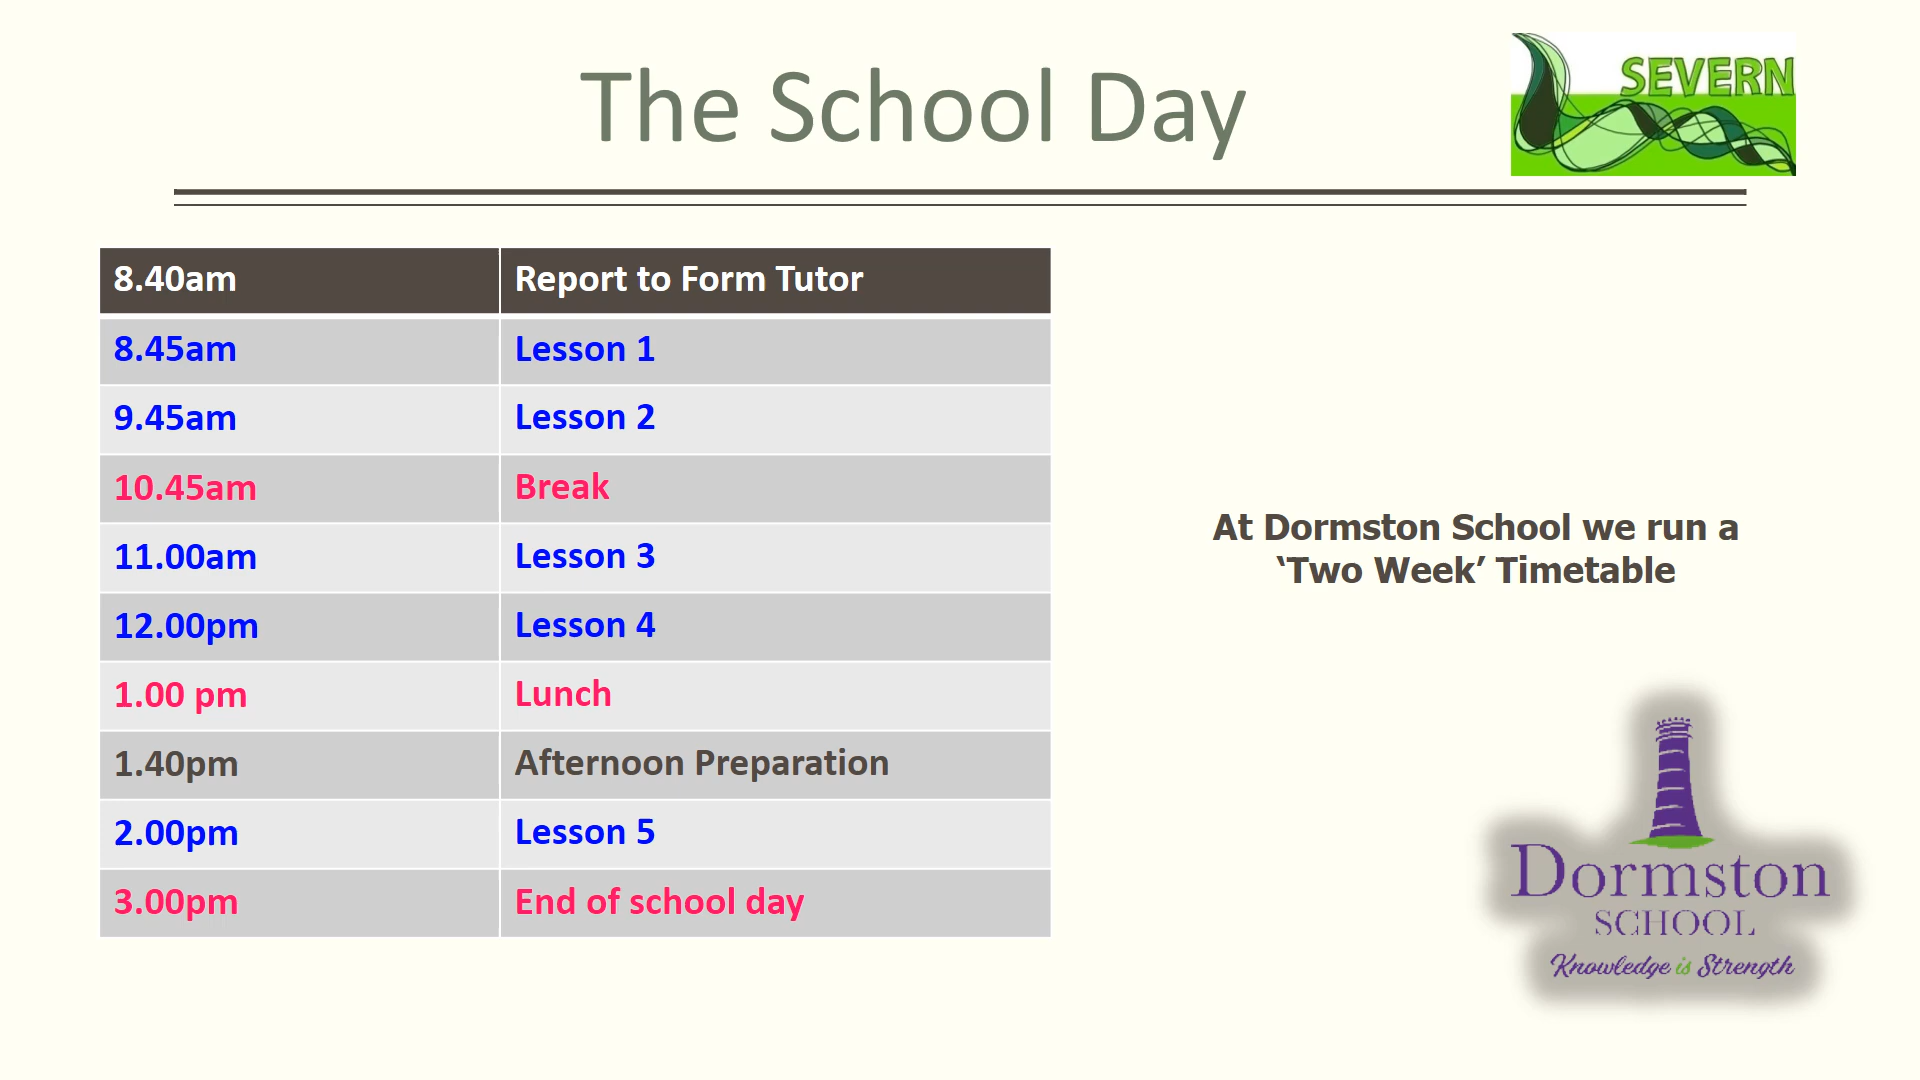 The School Day
SEVERN
8.40am Report to Form Tutor
8.45am Lesson 1
9.45am Lesson 2
10.45am Break
11.00am Lesson 3
12.00pm Lesson 4
1.00 pm Lunch
1.40pm Afternoon Preparation
2.00pm Lesson 5
3.00pm End of school day
At Dormston School we run a
‘Two Week’ Timetable
Dormston
SCHOOL
Knowledge is Strength